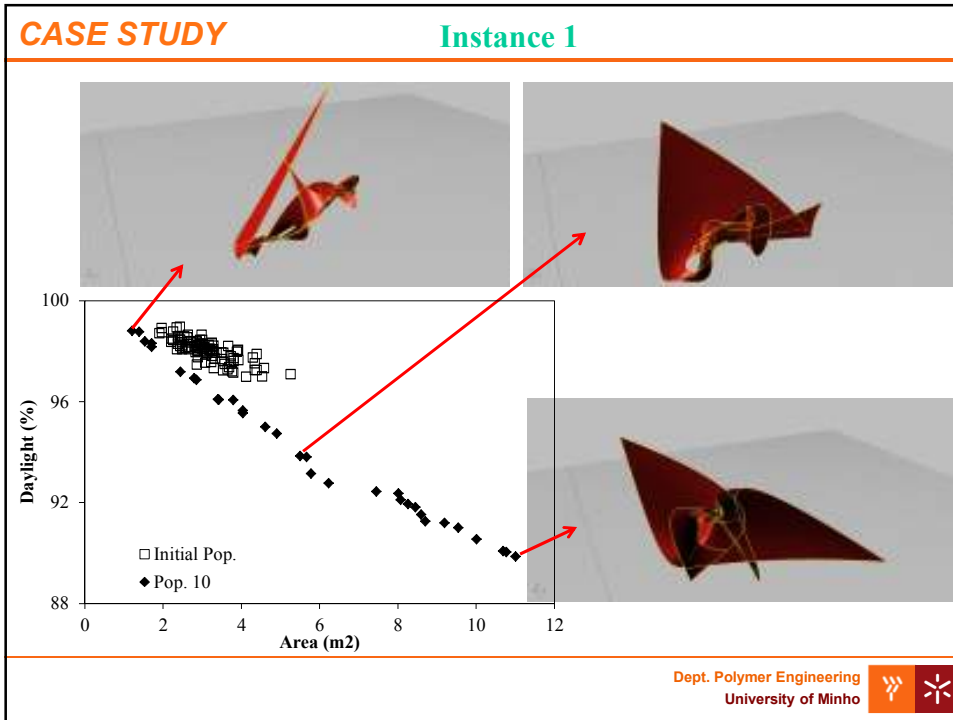 CASE STUDY
Instance 1
100
96
92
88
Daylight (%)
Initial Pop.
Pop. 10
0 2 4 6 8 10 12
Area (m2)
Dept. Polymer Engineering
University of Minho